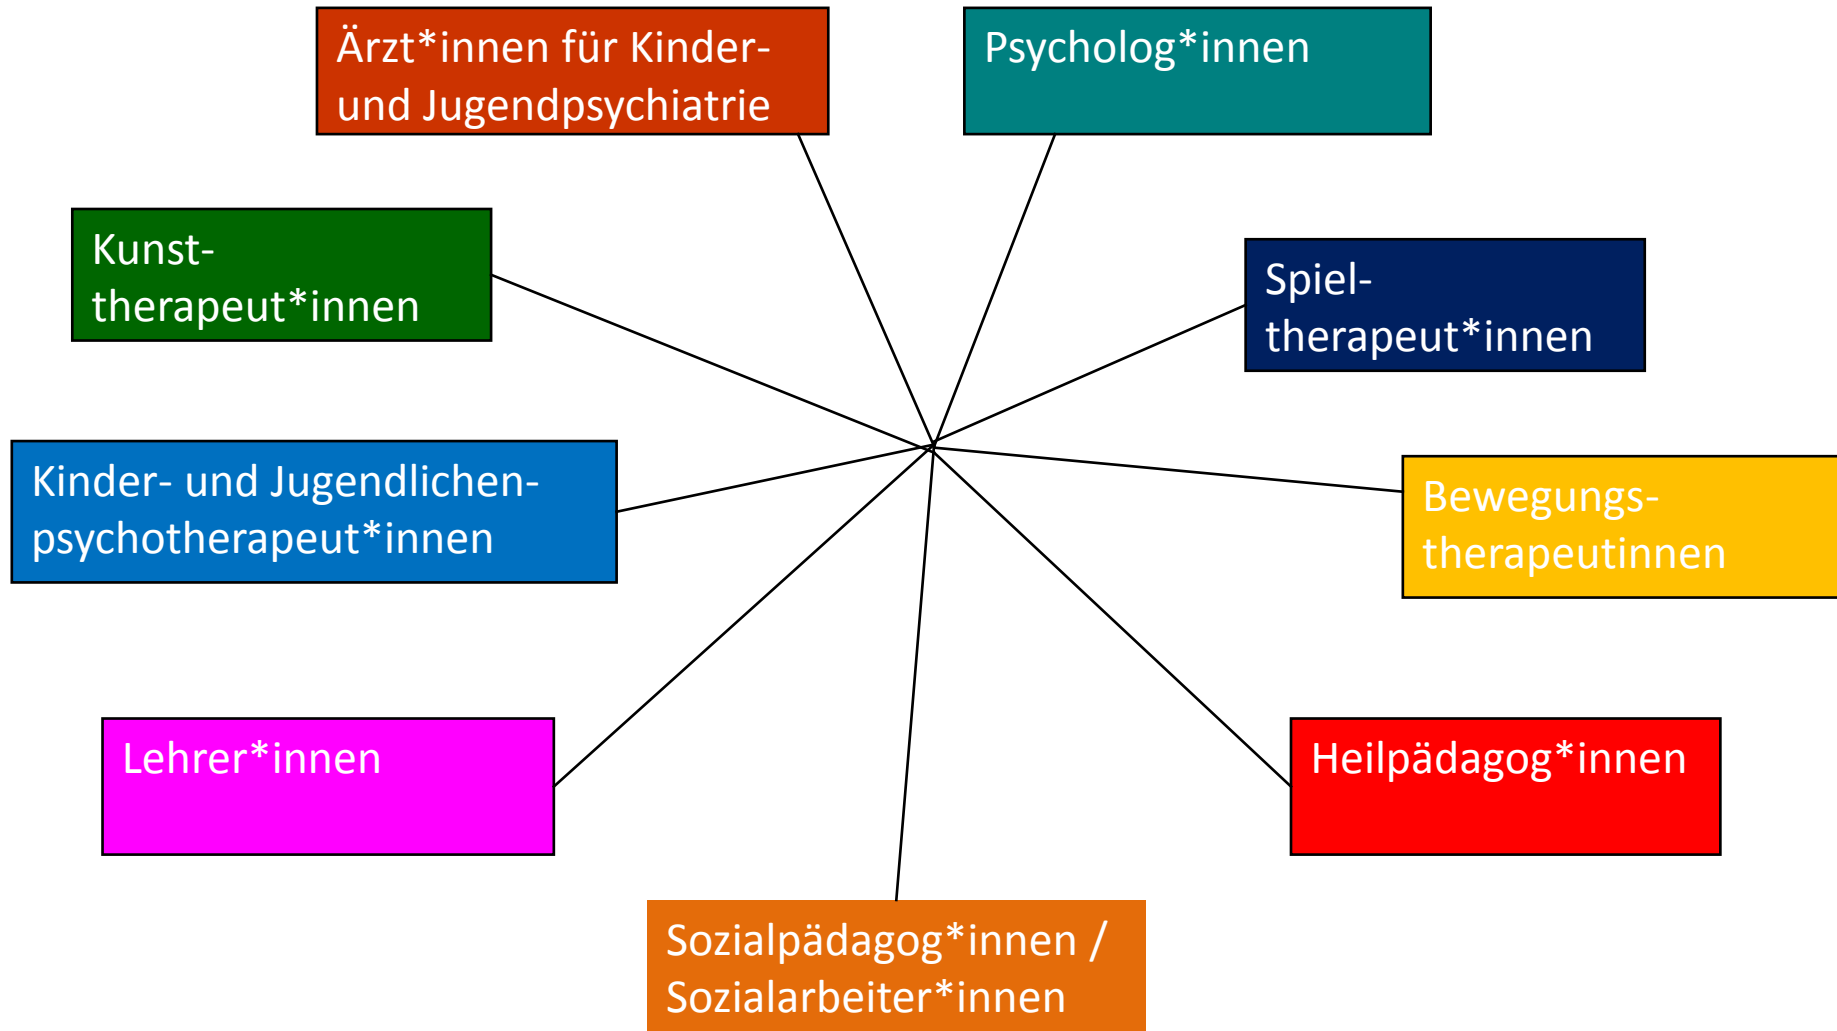 Ärzt*innen für Kinder-
und Jugendpsychiatrie
Psycholog*innen
Kunst-
therapeut*innen
Spiel-
therapeut*innen
Kinder- und Jugendlichen-
psychotherapeut*innen
Bewegungs-
therapeutinnen
Lehrer*innen
Heilpädagog*innen
Sozialpädagog*innen /
Sozialarbeiter*innen